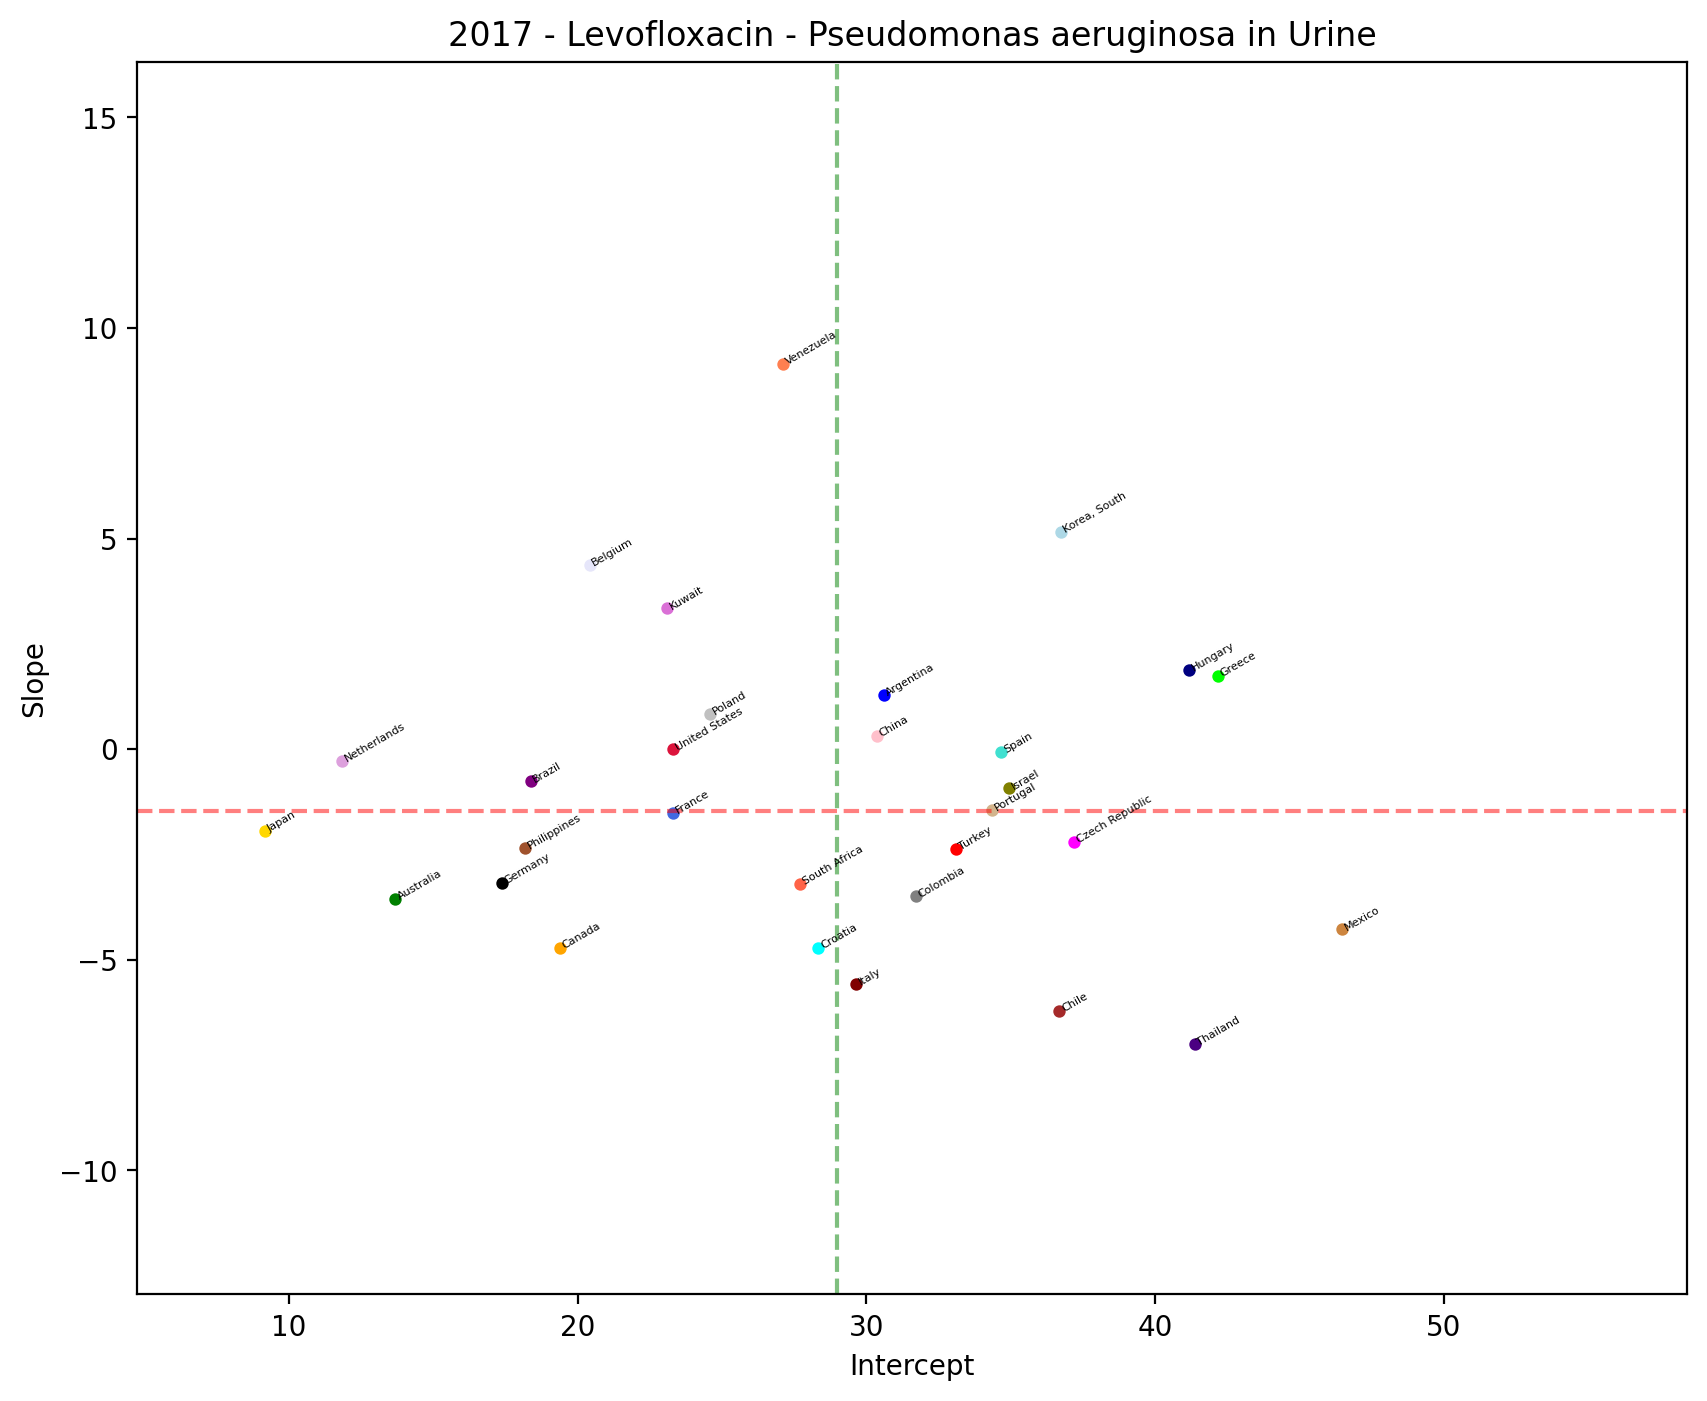 2017 - Levofloxacin - Pseudomonas aeruginosa in Urine
15
10
5
0
−5
−10
Slope
Venezuela
Korea, South
Belgium
Kuwait
Hungary
Greece
Argentina
Poland
United States
China
Netherlands
Spain
Brazil
Israel
Portugal
France
Japan
Philippines
Turkey
Czech Republic
Germany
South Africa
Australia
Colombia
Canada
Croatia
Mexico
Italy
Chile
Thailand
10
20
30
40
50
Intercept